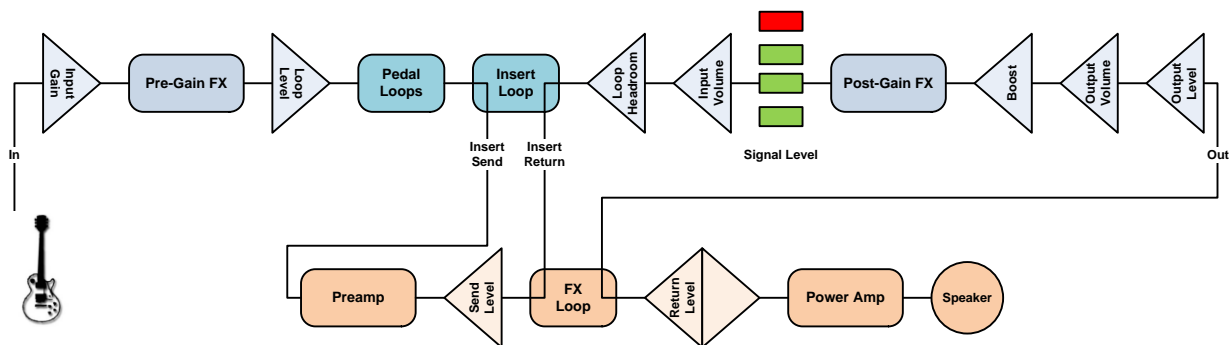 Input
Gain
Pre-Gain FX
Loop
Level
Pedal
Loops
Insert
Loop
Loop
Headroom
Input
Volume
Post-Gain FX
Boost
Output
Volume
Output
Level
In
Insert
Send
Insert
Return
Signal Level
Out
Preamp
Send
Level
FX
Loop
Return
Level
Power Amp
Speaker